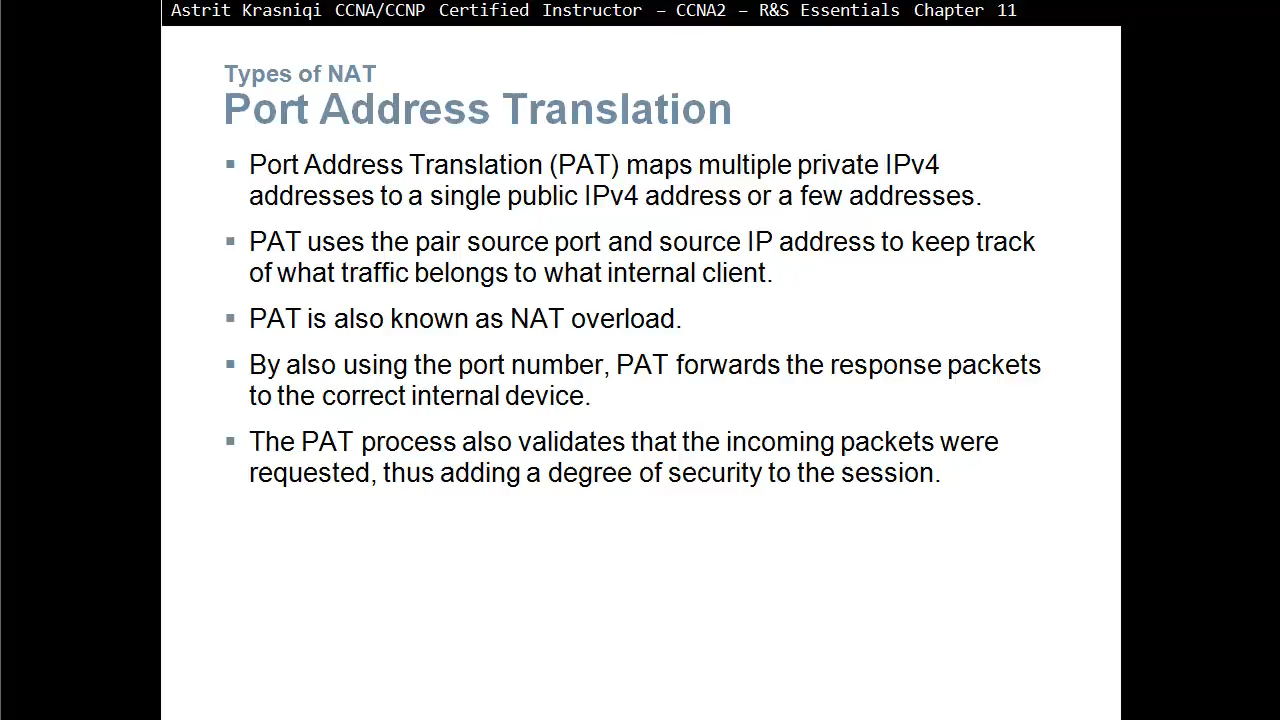 Astrit Krasniqi CCNA/CCNP Certified Instructor – CCNA2 – R&S Essentials Chapter 11
Types of NAT
Port Address Translation
▪ Port Address Translation (PAT) maps multiple private IPv4
addresses to a single public IPv4 address or a few addresses.
▪ PAT uses the pair source port and source IP address to keep track
of what traffic belongs to what internal client.
▪ PAT is also known as NAT overload.
▪ By also using the port number, PAT forwards the response packets
to the correct internal device.
▪ The PAT process also validates that the incoming packets were
requested, thus adding a degree of security to the session.